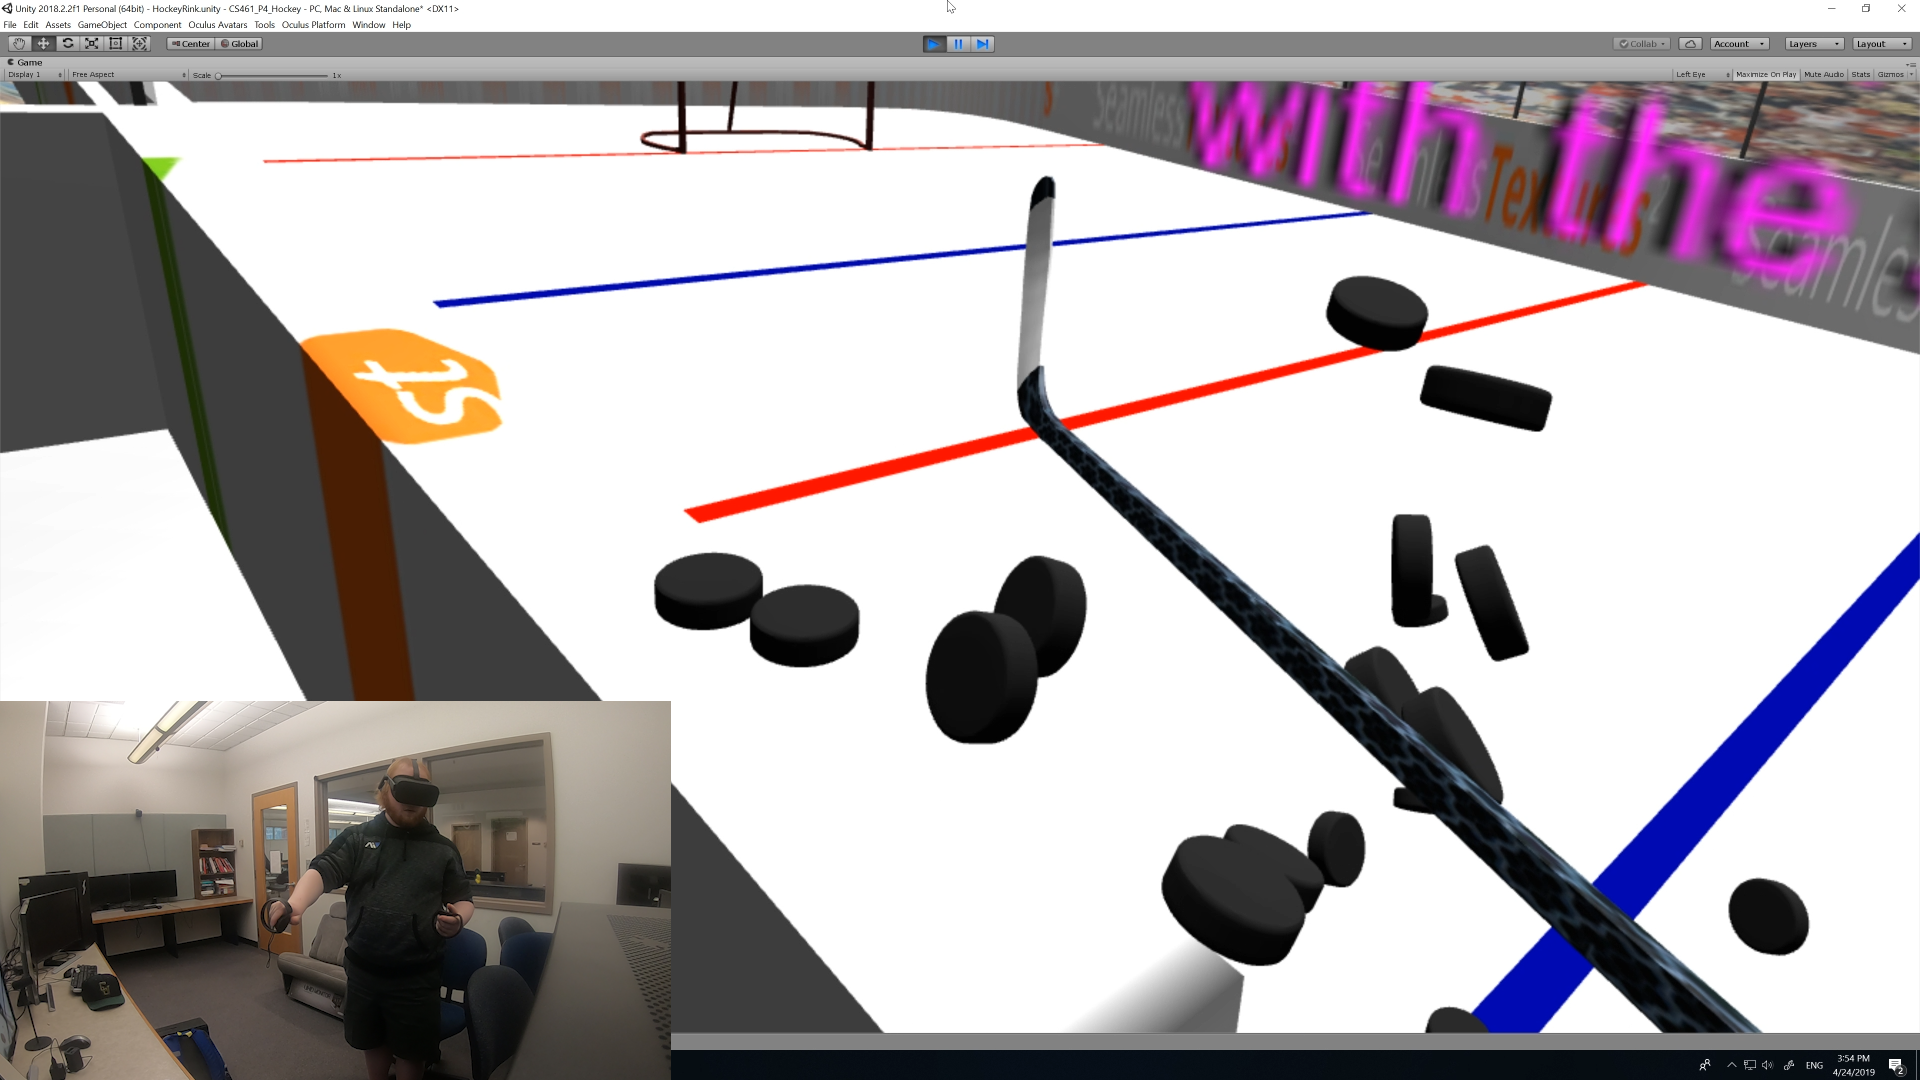 Unity 2018.2.2f1 Personal (64bit) - HockeyRink.unity - CS461_P4_Hockey - PC, Mac & Linux Standalone* <DX11>
File Edit Assets GameObject Component Oculus Avatars Tools Oculus Platform Window Help
Center Global Collab Account Layers Layout
Game
Display 1 Free Aspect Scale 1x Left Eye Maximize On Play Mute Audio Stats Gizmos
with the
Seamless
Textures
Seamles
st
ENG
3:54 PM
4/24/2019
2